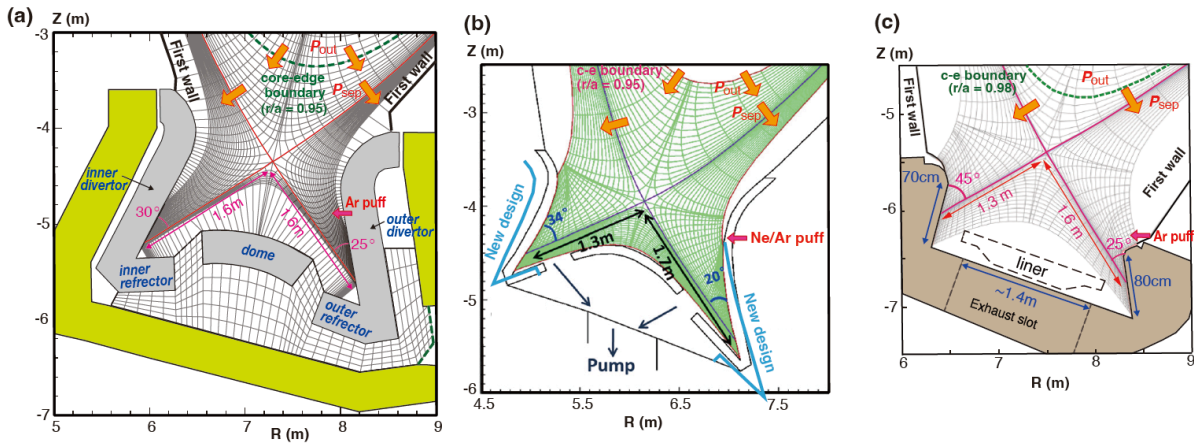 (a)
Z (m)
-3
-4
-5
-6
-7
5
6
7
8
9
R (m)
First wall
First wall
Pout
Psep
core-edge
boundary
(r/a = 0.95)
inner
divertor
30°
1.6m
1.6m
Ar puff
25°
outer
divertor
dome
inner
refrector
outer
refrector
(b)
Z (m)
-3
-4
-5
-6
4.5
5.5
6.5
7.5
R (m)
c-e boundary
(r/a = 0.95)
Pout
Psep
New design
34°
1.3m
1.7m
20°
Ne/Ar puff
New design
Pump
(c)
Z (m)
-4
-5
-6
-7
6
7
8
9
R (m)
First wall
c-e boundary
(r/a = 0.98)
Pout
Psep
First wall
70cm
45°
1.3 m
1.6 m
25°
Ar puff
liner
80cm
~1.4m
Exhaust slot